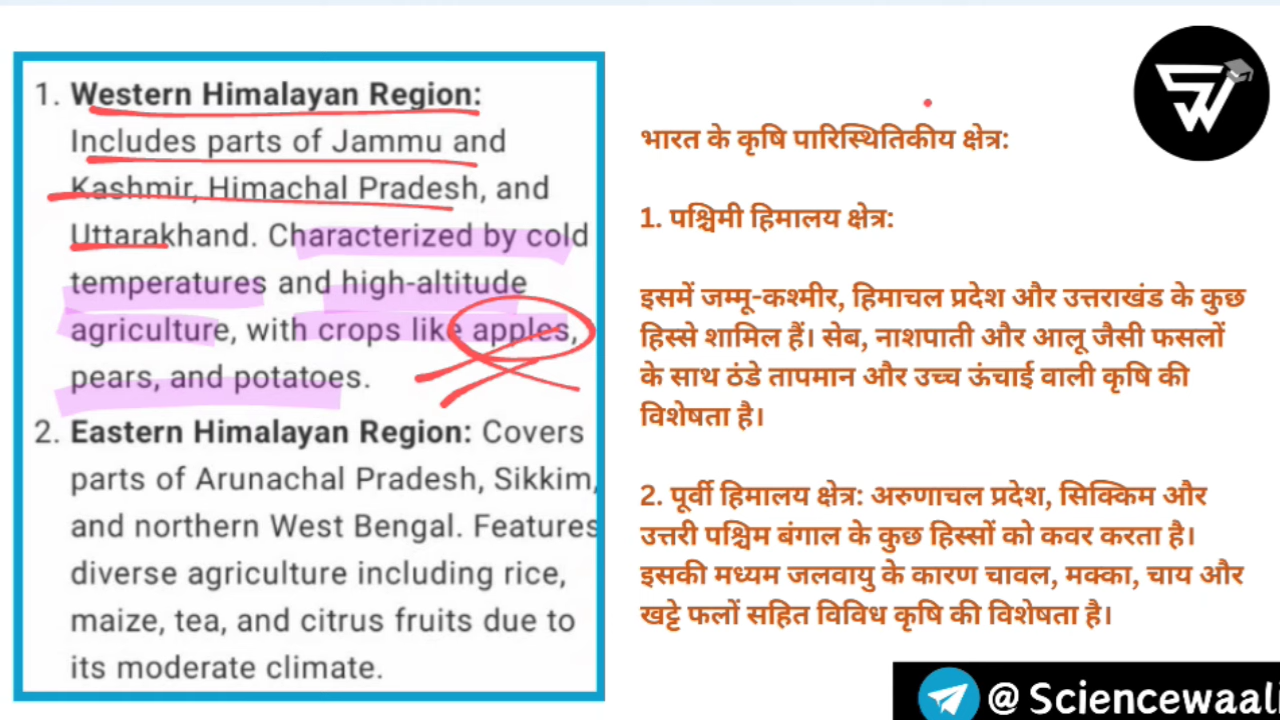 1. Western Himalayan Region:
Includes parts of Jammu and
Kashmir, Himachal Pradesh, and
Uttarakhand. Characterized by cold
temperatures and high-altitude
agriculture, with crops like apples,
pears, and potatoes.
2. Eastern Himalayan Region: Covers
parts of Arunachal Pradesh, Sikkim,
and northern West Bengal. Features
diverse agriculture including rice,
maize, tea, and citrus fruits due to
its moderate climate.
भारत के कृषि पारिस्थितिकीय क्षेत्र:
1. पश्चिमी हिमालय क्षेत्र:
इसमें जम्मू-कश्मीर, हिमाचल प्रदेश और उत्तराखंड के कुछ
हिस्से शामिल हैं। सेब, नाशपाती और आलू जैसी फसलों
के साथ ठंडे तापमान और उच्च ऊंचाई वाली कृषि की
विशेषता है।
2. पूर्वी हिमालय क्षेत्र: अरुणाचल प्रदेश, सिक्किम और
उत्तरी पश्चिम बंगाल के कुछ हिस्सों को कवर करता है।
इसकी मध्यम जलवायु के कारण चावल, मक्का, चाय और
खट्टे फलों सहित विविध कृषि की विशेषता है।
SW
@ Sciencewaali